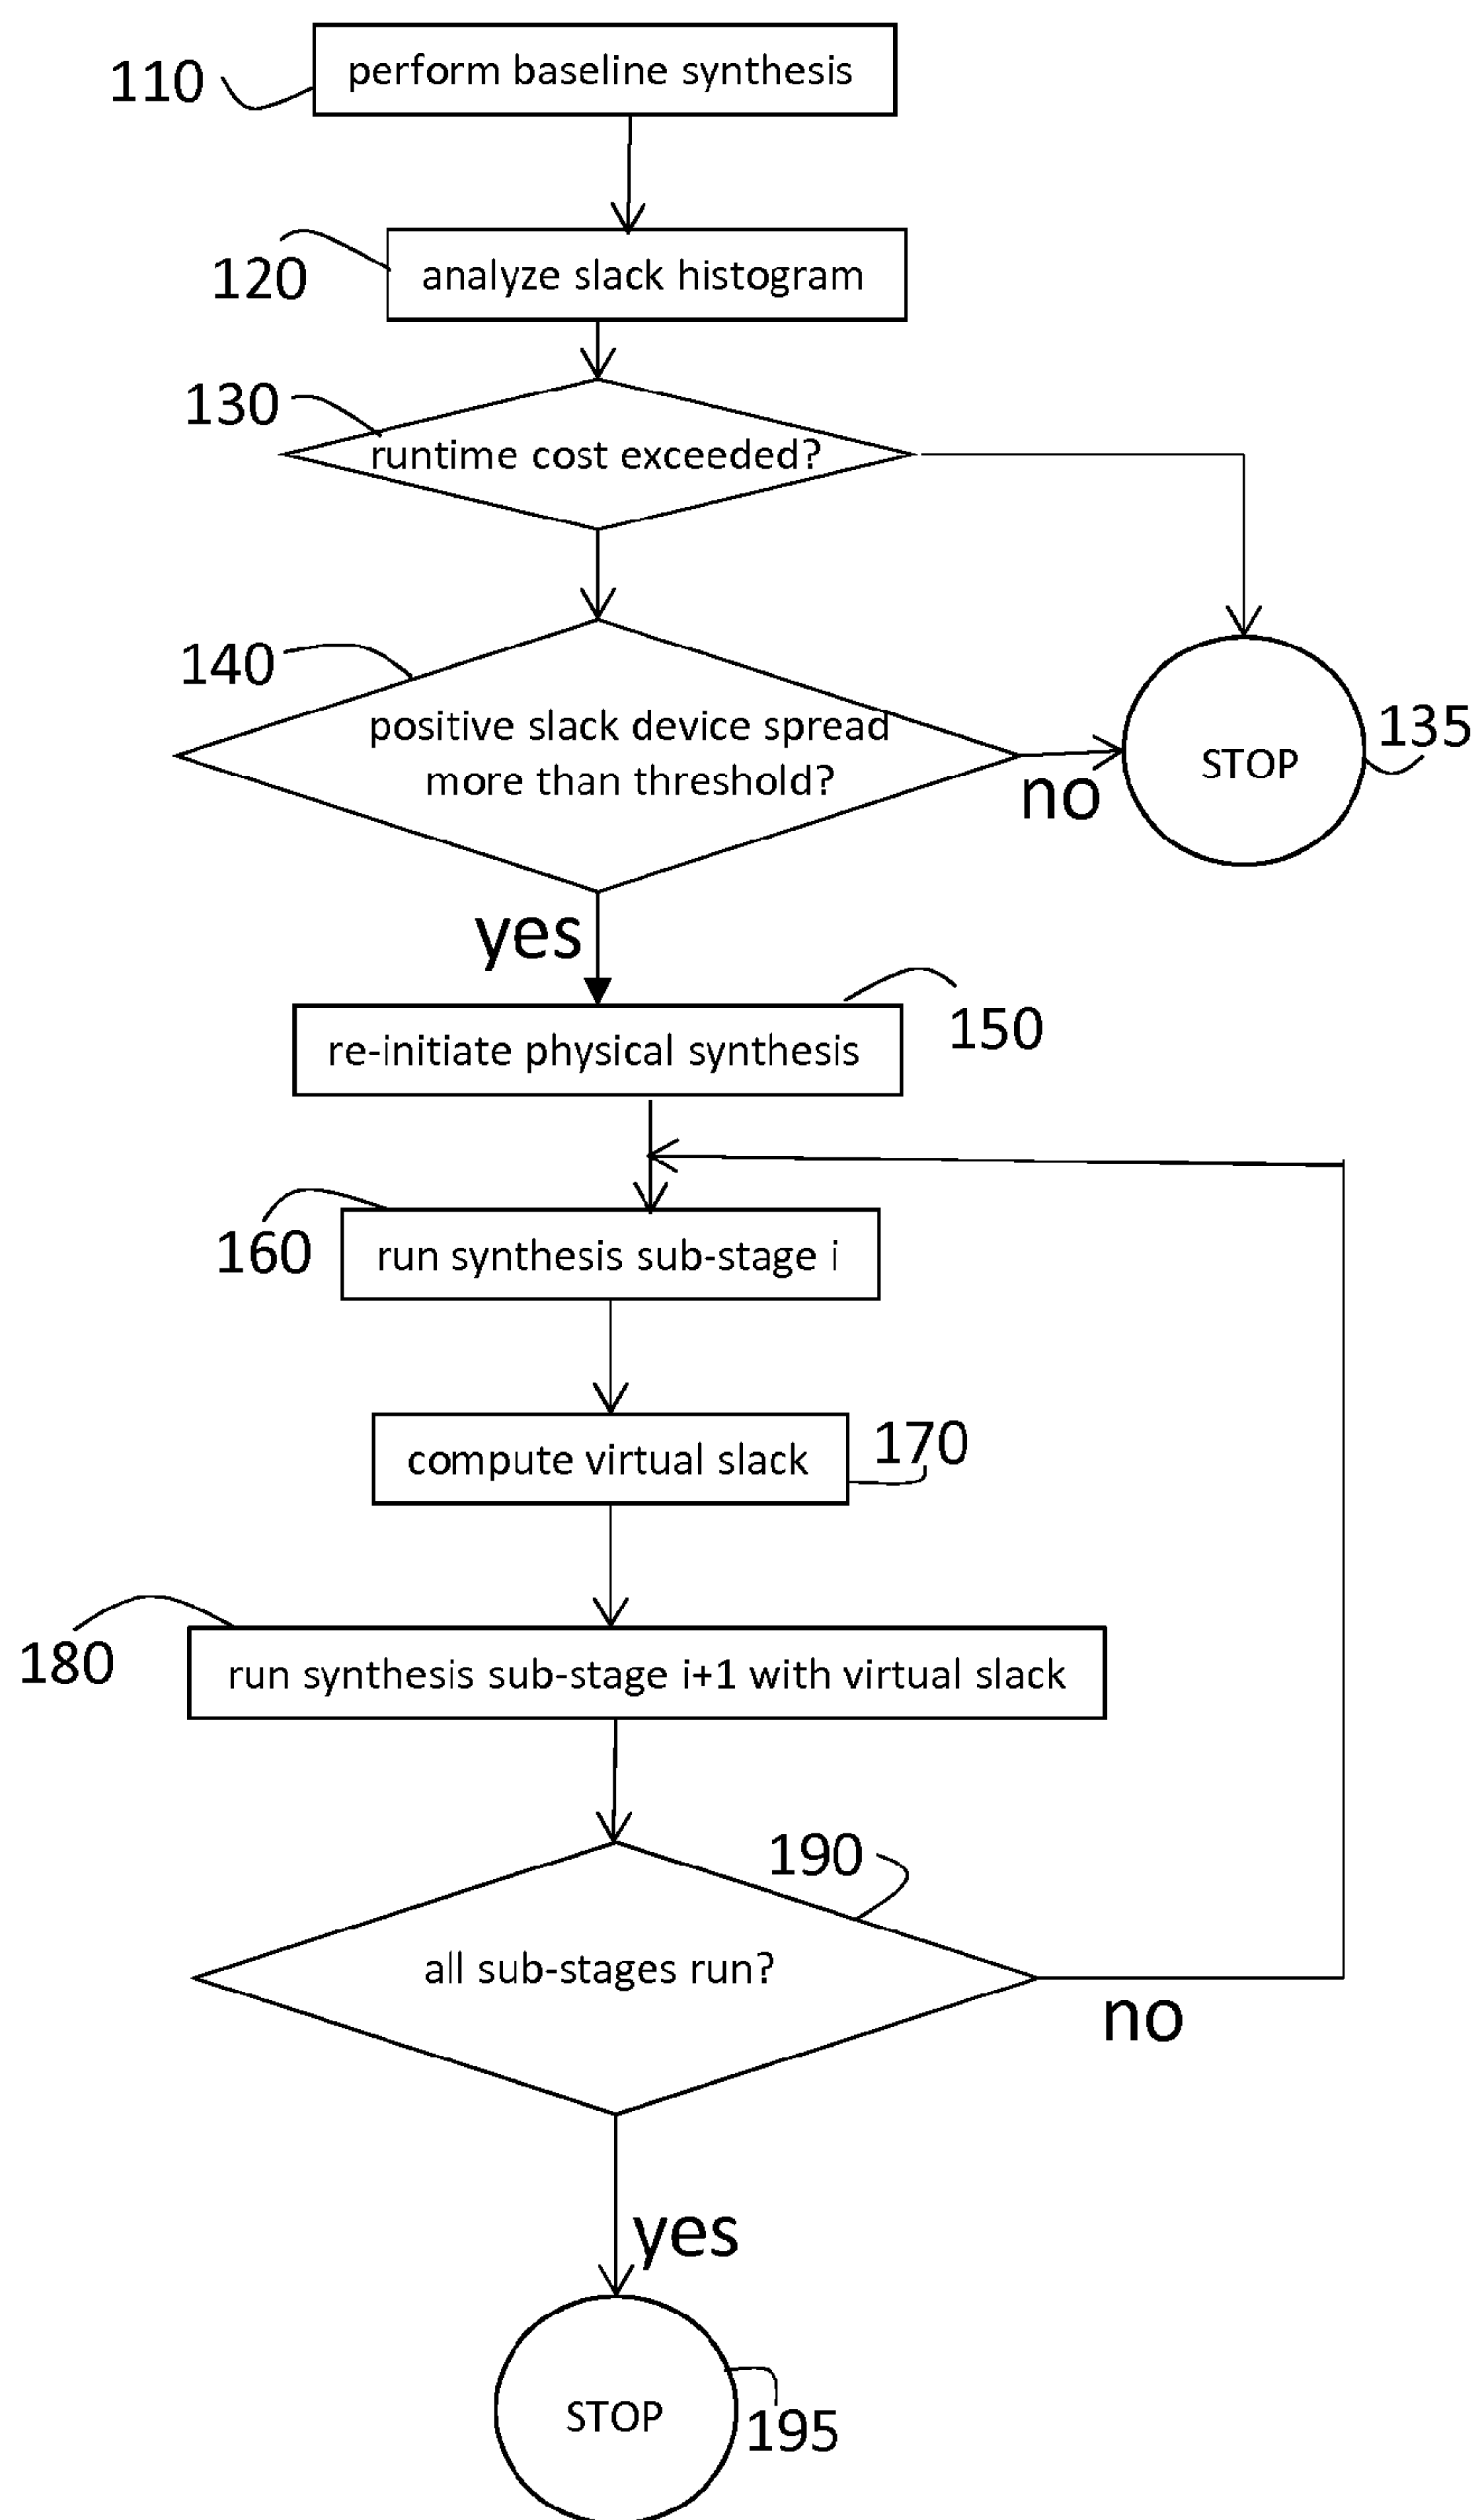 110
perform baseline synthesis
120
analyze slack histogram
130
runtime cost exceeded?
140
positive slack device spread
more than threshold?
no
STOP
135
yes
re-initiate physical synthesis
150
160
run synthesis sub-stage i
compute virtual slack
170
180
run synthesis sub-stage i+1 with virtual slack
190
all sub-stages run?
no
yes
STOP
195